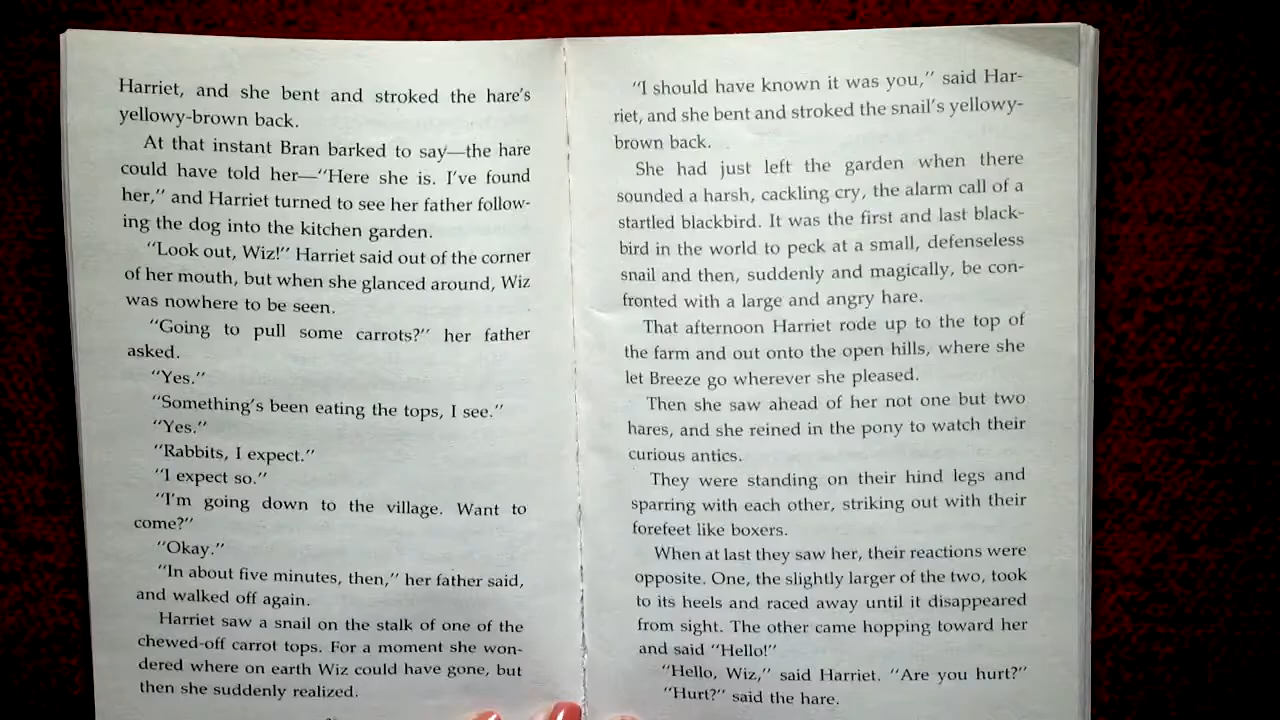 Harriet, and she bent and stroked the hare's
yellowy-brown back.
At that instant Bran barked to say—the hare
could have told her—"Here she is. I've found
her," and Harriet turned to see her father follow-
ing the dog into the kitchen garden.
"Look out, Wiz!" Harriet said out of the corner
of her mouth, but when she glanced around, Wiz
was nowhere to be seen.
"Going to pull some carrots?" her father
asked.
"Yes."
"Something's been eating the tops, I see."
"Yes."
"Rabbits, I expect."
"I expect so."
"I'm going down to the village. Want to
come?"
"Okay."
"In about five minutes, then," her father said,
and walked off again.
Harriet saw a snail on the stalk of one of the
chewed-off carrot tops. For a moment she won-
dered where on earth Wiz could have gone, but
then she suddenly realized.
"I should have known it was you," said Har-
riet, and she bent and stroked the snail's yellowy-
brown back.
She had just left the garden when there
sounded a harsh, cackling cry, the alarm call of a
startled blackbird. It was the first and last black-
bird in the world to peck at a small, defenseless
snail and then, suddenly and magically, be con-
fronted with a large and angry hare.
That afternoon Harriet rode up to the top of
the farm and out onto the open hills, where she
let Breeze go wherever she pleased.
Then she saw ahead of her not one but two
hares, and she reined in the pony to watch their
curious antics.
They were standing on their hind legs and
sparring with each other, striking out with their
forefeet like boxers.
When at last they saw her, their reactions were
opposite. One, the slightly larger of the two, took
to its heels and raced away until it disappeared
from sight. The other came hopping toward her
and said "Hello!"
"Hello, Wiz," said Harriet. "Are you hurt?"
"Hurt?" said the hare.